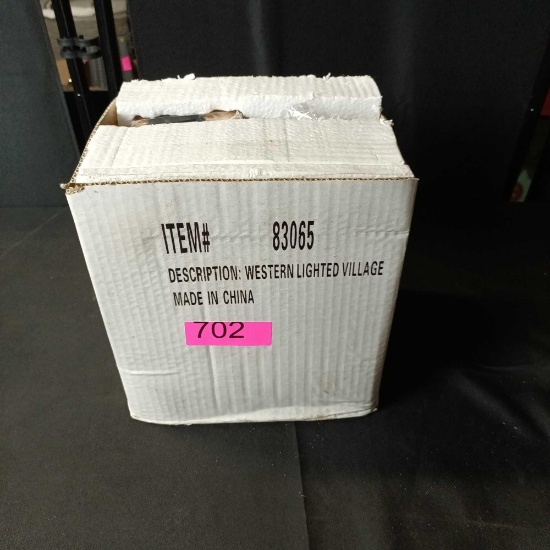 ITEM# 83065
DESCRIPTION: WESTERN LIGHTED VILLAGE
MADE IN CHINA
702